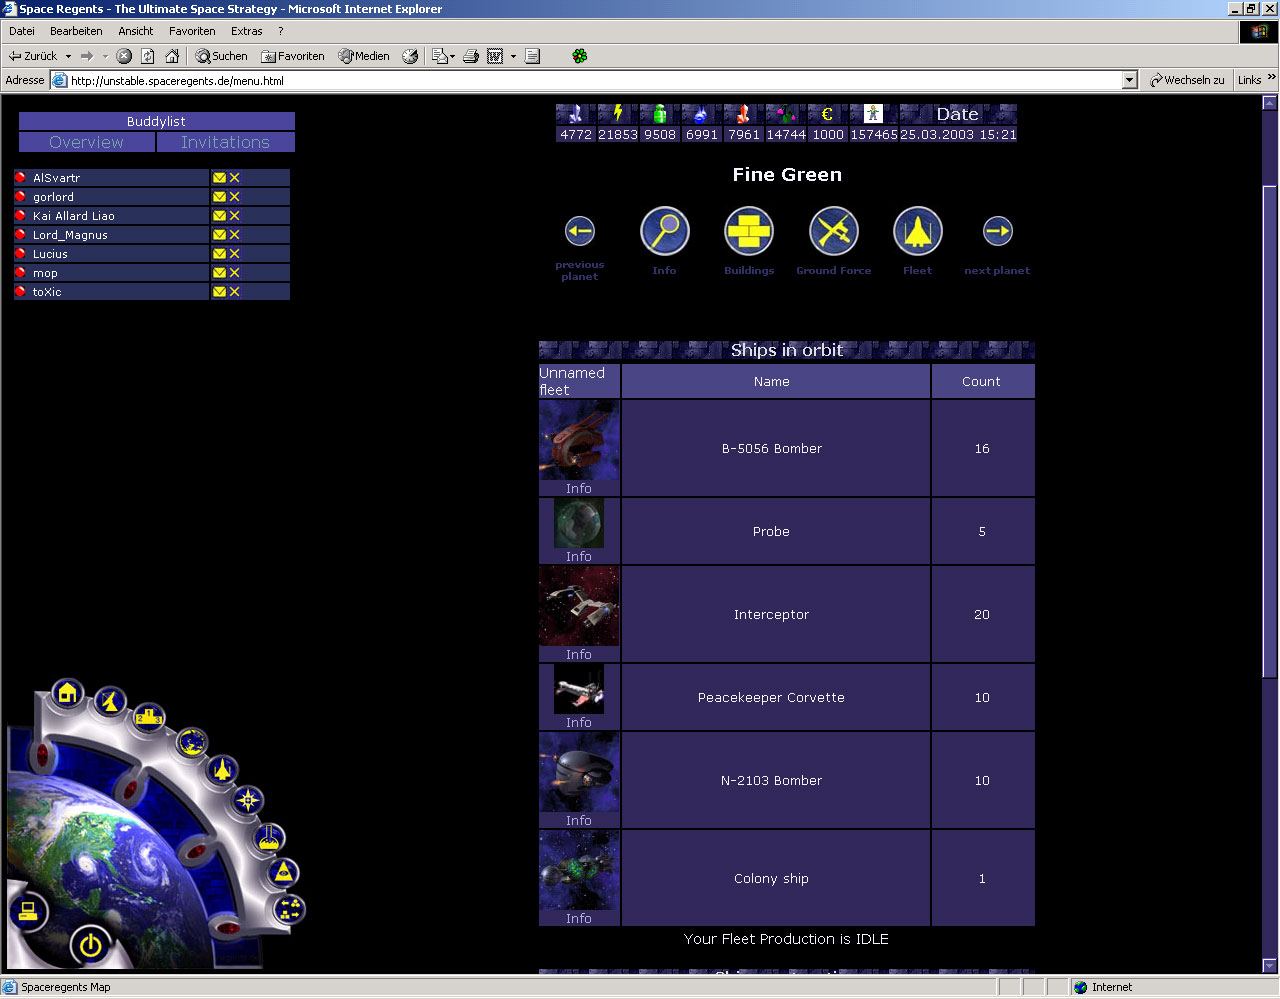 Space Regents - The Ultimate Space Strategy - Microsoft Internet Explorer
Datei Bearbeiten Ansicht Favoriten Extras ?
Zurück Suchen Favoriten Medien
Adresse http://unstable.spaceregents.de/menu.html Wechseln zu Links »
Buddylist
Overview Invitations
AlSvartr
gorlord
Kai Allard Liao
Lord_Magnus
Lucius
mop
toXic
€ Date
4772 21853 9508 6991 7961 14744 1000 157465 25.03.2003 15:21
Fine Green
previous planet
Info
Buildings
Ground Force
Fleet
next planet
Ships in orbit
Unnamed fleet Name Count
B-5056 Bomber 16
Info
Probe 5
Info
Interceptor 20
Info
Peacekeeper Corvette 10
Info
N-2103 Bomber 10
Info
Colony ship 1
Info
Your Fleet Production is IDLE
Spaceregents Map Internet